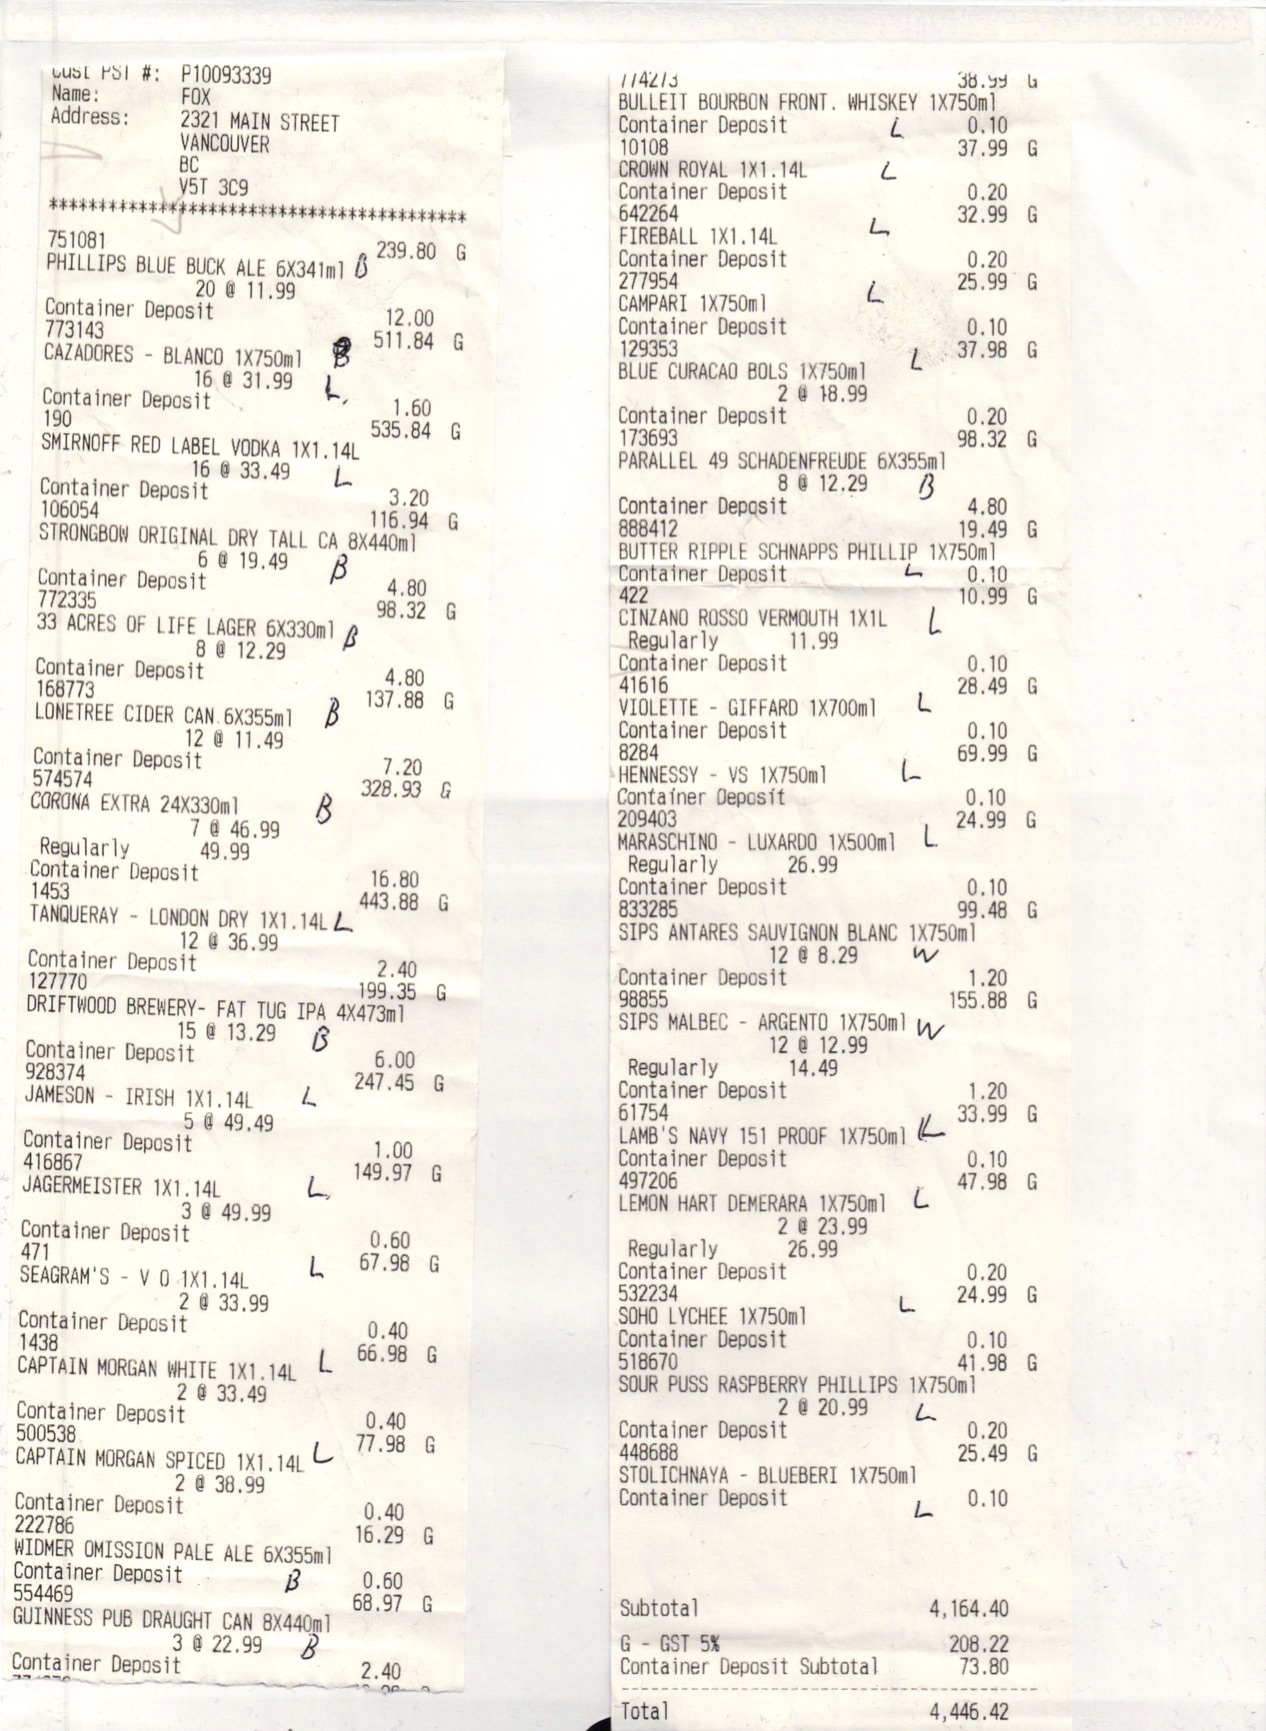 Cust PST #: P10093339
Name: FOX
Address: 2321 MAIN STREET
VANCOUVER
BC
V5T 3C9
******************************************
751081 239.80 G
PHILLIPS BLUE BUCK ALE 6X341ml B
20 @ 11.99
Container Deposit 12.00
773143 511.84 G
CAZADORES - BLANCO 1X750ml B
16 @ 31.99 L
Container Deposit 1.60
190 535.84 G
SMIRNOFF RED LABEL VODKA 1X1.14L
16 @ 33.49 L
Container Deposit 3.20
106054 116.94 G
STRONGBOW ORIGINAL DRY TALL CA 8X440ml
6 @ 19.49 B
Container Deposit 4.80
772335 98.32 G
33 ACRES OF LIFE LAGER 6X330ml B
8 @ 12.29
Container Deposit 4.80
168773 137.88 G
LONETREE CIDER CAN 6X355ml B
12 @ 11.49
Container Deposit 7.20
574574 328.93 G
CORONA EXTRA 24X330ml B
7 @ 46.99
Regularly 49.99
Container Deposit 16.80
1453 443.88 G
TANQUERAY - LONDON DRY 1X1.14L L
12 @ 36.99
Container Deposit 2.40
127770 199.35 G
DRIFTWOOD BREWERY- FAT TUG IPA 4X473ml
15 @ 13.29 B
Container Deposit 6.00
928374 247.45 G
JAMESON - IRISH 1X1.14L L
5 @ 49.49
Container Deposit 1.00
416867 149.97 G
JAGERMEISTER 1X1.14L L
3 @ 49.99
Container Deposit 0.60
471 67.98 G
SEAGRAM'S - V O 1X1.14L L
2 @ 33.99
Container Deposit 0.40
1438 66.98 G
CAPTAIN MORGAN WHITE 1X1.14L L
2 @ 33.49
Container Deposit 0.40
500538 77.98 G
CAPTAIN MORGAN SPICED 1X1.14L L
2 @ 38.99
Container Deposit 0.40
222786 16.29 G
WIDMER OMISSION PALE ALE 6X355ml
Container Deposit B 0.60
554469 68.97 G
GUINNESS PUB DRAUGHT CAN 8X440ml
3 @ 22.99 B
Container Deposit 2.40
774273 38.99 G
BULLEIT BOURBON FRONT. WHISKEY 1X750ml
Container Deposit L 0.10
10108 37.99 G
CROWN ROYAL 1X1.14L L
Container Deposit 0.20
642264 32.99 G
FIREBALL 1X1.14L L
Container Deposit 0.20
277954 25.99 G
CAMPARI 1X750ml L
Container Deposit 0.10
129353 37.98 G
BLUE CURACAO BOLS 1X750ml L
2 @ 18.99
Container Deposit 0.20
173693 98.32 G
PARALLEL 49 SCHADENFREUDE 6X355ml
8 @ 12.29 B
Container Deposit 4.80
888412 19.49 G
BUTTER RIPPLE SCHNAPPS PHILLIP 1X750ml
Container Deposit L 0.10
422 10.99 G
CINZANO ROSSO VERMOUTH 1X1L L
Regularly 11.99
Container Deposit 0.10
41616 28.49 G
VIOLETTE - GIFFARD 1X700ml L
Container Deposit 0.10
8284 69.99 G
HENNESSY - VS 1X750ml L
Container Deposit 0.10
209403 24.99 G
MARASCHINO - LUXARDO 1X500ml L
Regularly 26.99
Container Deposit 0.10
833285 99.48 G
SIPS ANTARES SAUVIGNON BLANC 1X750ml
12 @ 8.29 W
Container Deposit 1.20
98855 155.88 G
SIPS MALBEC - ARGENTO 1X750ml W
12 @ 12.99
Regularly 14.49
Container Deposit 1.20
61754 33.99 G
LAMB'S NAVY 151 PROOF 1X750ml L
Container Deposit 0.10
497206 47.98 G
LEMON HART DEMERARA 1X750ml L
2 @ 23.99
Regularly 26.99
Container Deposit 0.20
532234 24.99 G
SOHO LYCHEE 1X750ml L
Container Deposit 0.10
518670 41.98 G
SOUR PUSS RASPBERRY PHILLIPS 1X750ml
2 @ 20.99 L
Container Deposit 0.20
448688 25.49 G
STOLICHNAYA - BLUEBERI 1X750ml
Container Deposit L 0.10
Subtotal 4,164.40
G - GST 5% 208.22
Container Deposit Subtotal 73.80
Total 4,446.42